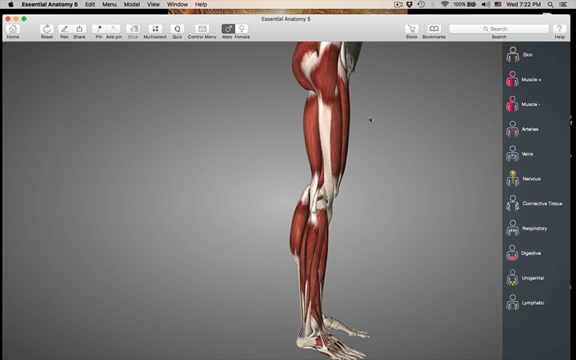 Essential Anatomy 5 Edit Menu Model View Window Help 100% Wed 7:22 PM
Essential Anatomy 5
Home Reset Pen Share Pin Add pin Slice Multiselect Quiz Control Menu Male Female Store Bookmarks Search Help
Skin
Muscle +
Muscle -
Arteries
Veins
Nervous
Connective Tissue
Respiratory
Digestive
Urogenital
Lymphatic